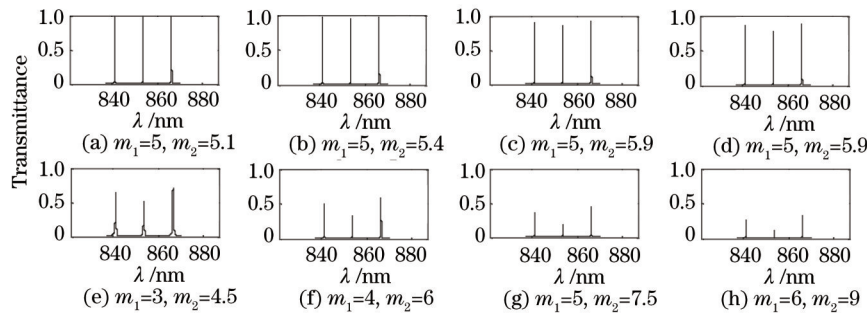 Transmittance
1.0 1.0 1.0 1.0
0.5 0.5 0.5 0.5
0 0 0 0
840 860 880 840 860 880 840 860 880 840 860 880
λ /nm λ /nm λ /nm λ /nm
(a) m₁=5, m₂=5.1 (b) m₁=5, m₂=5.4 (c) m₁=5, m₂=5.9 (d) m₁=5, m₂=5.9
1.0 1.0 1.0 1.0
0.5 0.5 0.5 0.5
0 0 0 0
840 860 880 840 860 880 840 860 880 840 860 880
λ /nm λ /nm λ /nm λ /nm
(e) m₁=3, m₂=4.5 (f) m₁=4, m₂=6 (g) m₁=5, m₂=7.5 (h) m₁=6, m₂=9